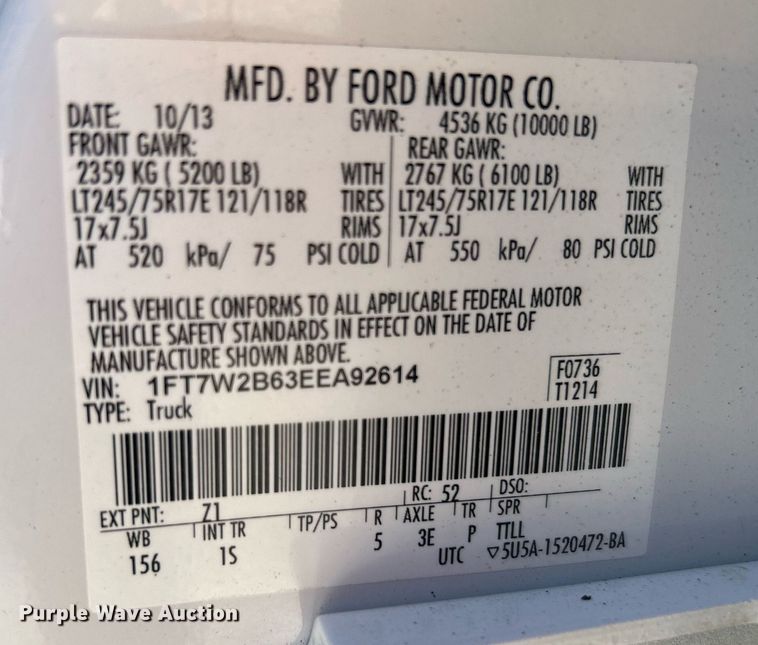 MFD. BY FORD MOTOR CO.
DATE: 10/13 GVWR: 4536 KG (10000 LB)
FRONT GAWR: REAR GAWR:
2359 KG ( 5200 LB) WITH 2767 KG ( 6100 LB) WITH
LT245/75R17E 121/118R TIRES LT245/75R17E 121/118R TIRES
17x7.5J RIMS 17x7.5J RIMS
AT 520 kPa/ 75 PSI COLD AT 550 kPa/ 80 PSI COLD
THIS VEHICLE CONFORMS TO ALL APPLICABLE FEDERAL MOTOR
VEHICLE SAFETY STANDARDS IN EFFECT ON THE DATE OF
MANUFACTURE SHOWN ABOVE.
VIN: 1FT7W2B63EEA92614 F0736
TYPE: Truck T1214
EXT PNT: Z1 RC: 52 DSO:
WB INT TR TP/PS R AXLE TR SPR
156 1S 5 3E P TTLL
UTC ▽5U5A-1520472-BA
Purple Wave Auction